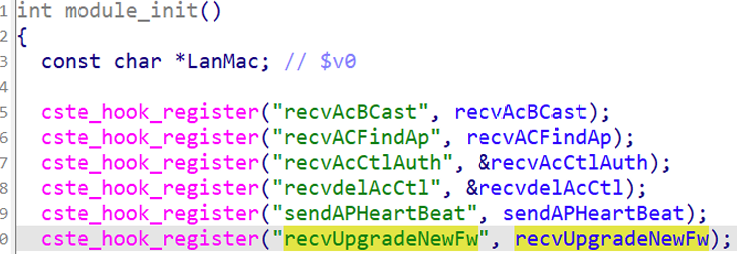 1 int module_init()
2 {
3 const char *LanMac; // $v0
4
5 cste_hook_register("recvAcBCast", recvAcBCast);
6 cste_hook_register("recvACFindAp", recvACFindAp);
7 cste_hook_register("recvAcCtlAuth", &recvAcCtlAuth);
8 cste_hook_register("recvdelAcCtl", &recvdelAcCtl);
9 cste_hook_register("sendAPHeartBeat", sendAPHeartBeat);
0 cste_hook_register("recvUpgradeNewFw", recvUpgradeNewFw);